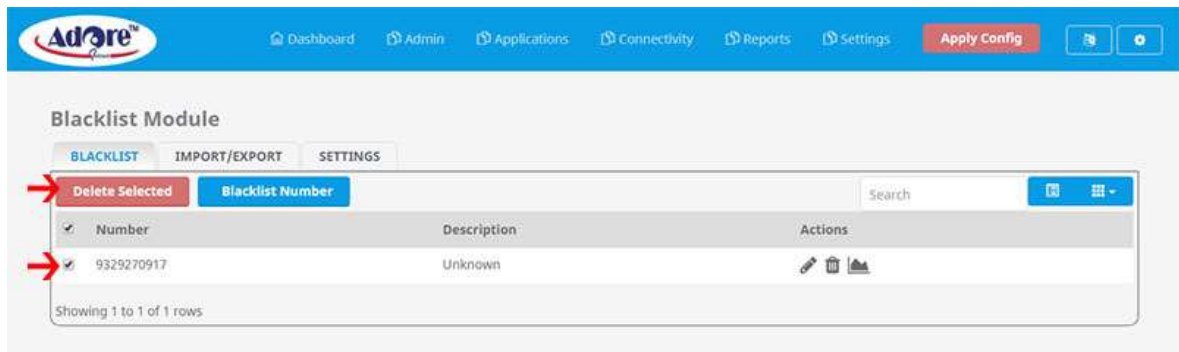 Adore™
Dashboard Admin Applications Connectivity Reports Settings Apply Config
Blacklist Module
BLACKLIST IMPORT/EXPORT SETTINGS
Delete Selected Blacklist Number Search
Number Description Actions
9329270917 Unknown
Showing 1 to 1 of 1 rows